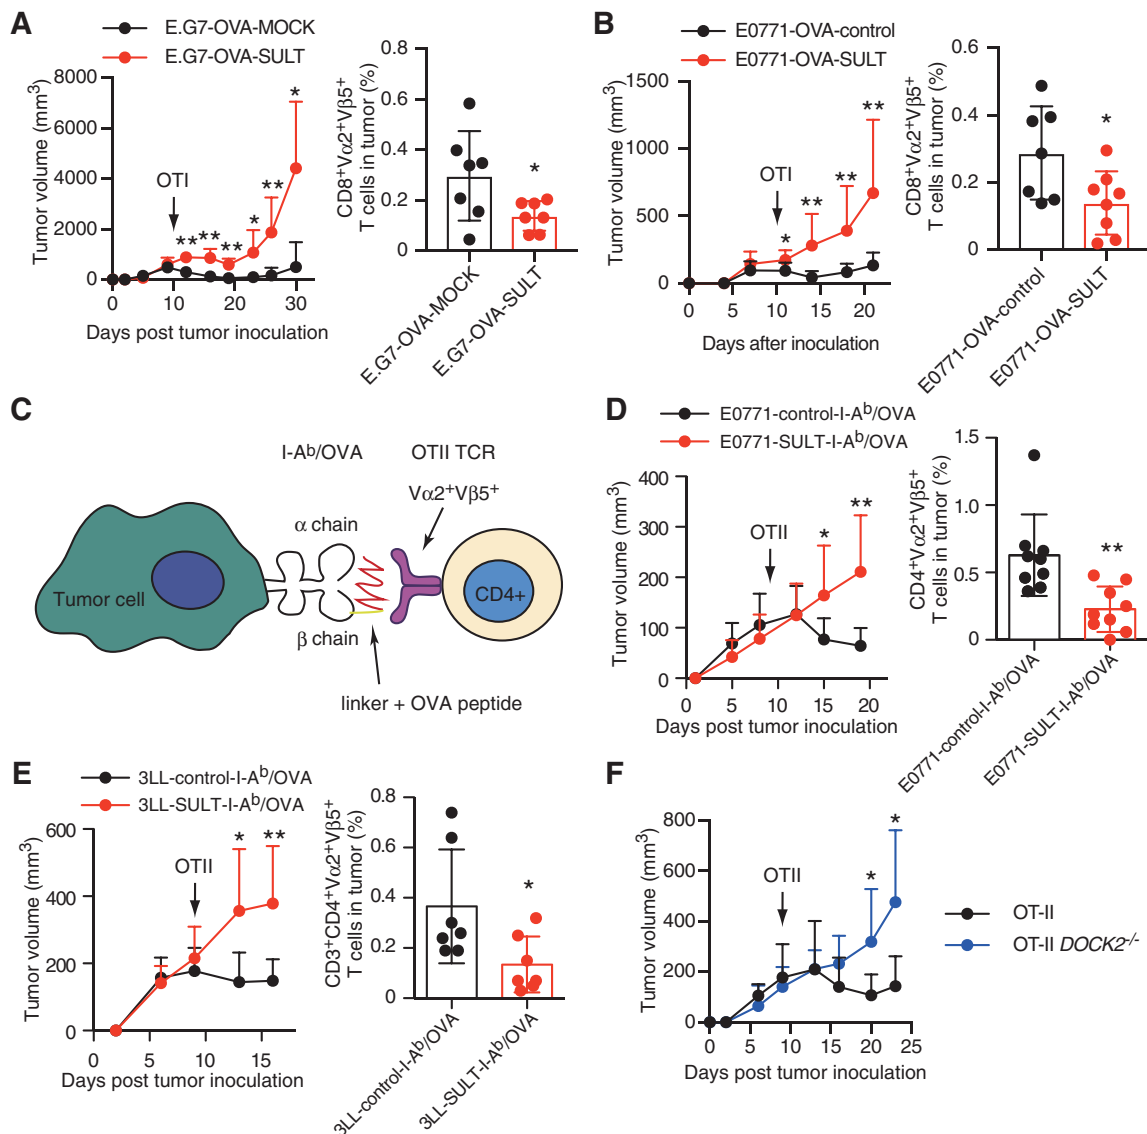 A
E.G7-OVA-MOCK
E.G7-OVA-SULT
Tumor volume (mm3)
8000
6000
4000
2000
0
OTI
*
**
**
**
*
**
*
0
10
20
30
Days post tumor inoculation
CD8+Vα2+Vβ5+
T cells in tumor (%)
0.8
0.6
0.4
0.2
0
*
E.G7-OVA-MOCK
E.G7-OVA-SULT
B
E0771-OVA-control
E0771-OVA-SULT
Tumor volume (mm3)
1500
1000
500
0
OTI
*
**
**
**
0
5
10
15
20
Days after inoculation
CD8+Vα2+Vβ5+
T cells in tumor (%)
0.6
0.4
0.2
0
*
E0771-OVA-control
E0771-OVA-SULT
C
I-Ab/OVA
OTII TCR
Vα2+Vβ5+
α chain
Tumor cell
CD4+
β chain
linker + OVA peptide
D
E0771-control-I-Ab/OVA
E0771-SULT-I-Ab/OVA
Tumor volume (mm3)
400
300
200
100
0
OTII
*
**
0
5
10
15
20
Days post tumor inoculation
CD4+Vα2+Vβ5+
T cells in tumor (%)
1.5
1.0
0.5
0
**
E0771-control-I-Ab/OVA
E0771-SULT-I-Ab/OVA
E
3LL-control-I-Ab/OVA
3LL-SULT-I-Ab/OVA
Tumor volume (mm3)
600
400
200
0
OTII
*
**
0
5
10
15
Days post tumor inoculation
CD3+CD4+Vα2+Vβ5+
T cells in tumor (%)
0.8
0.6
0.4
0.2
0
*
3LL-control-I-Ab/OVA
3LL-SULT-I-Ab/OVA
F
Tumor volume (mm3)
800
600
400
200
0
OTII
*
*
0
5
10
15
20
25
Days post tumor inoculation
OT-II
OT-II DOCK2-/-